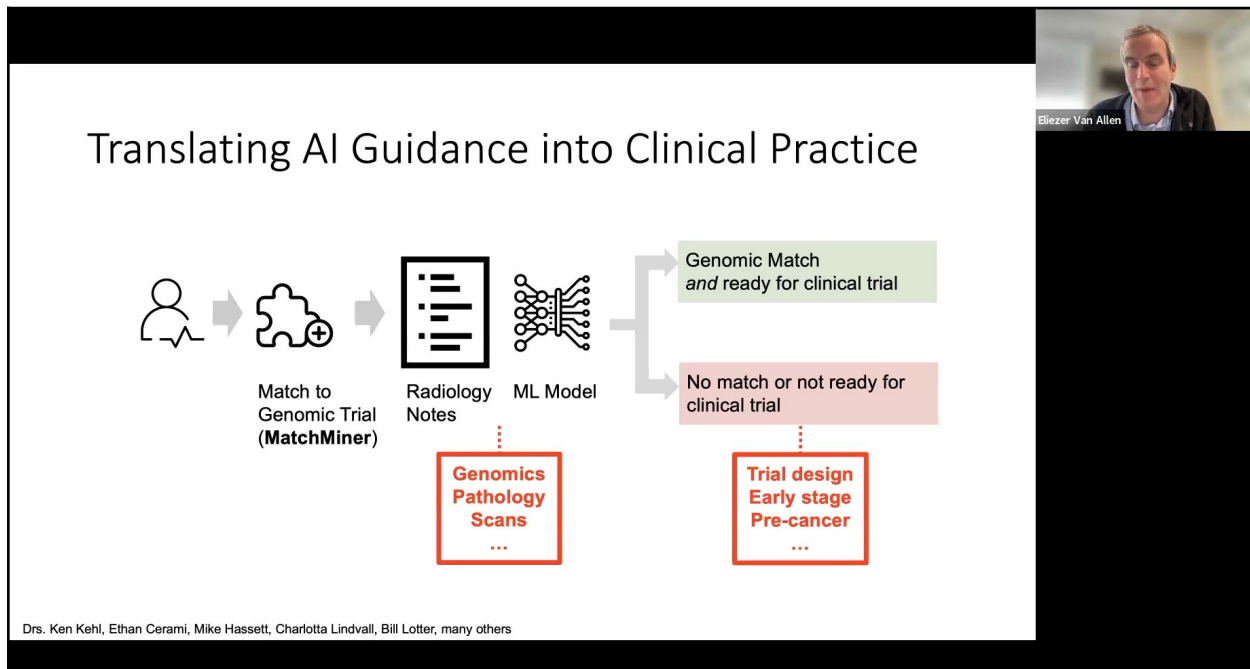 Eliezer Van Allen
Translating AI Guidance into Clinical Practice
Match to
Genomic Trial
(MatchMiner)
Radiology
Notes
ML Model
Genomic Match
and ready for clinical trial
No match or not ready for
clinical trial
Genomics
Pathology
Scans
...
Trial design
Early stage
Pre-cancer
...
Drs. Ken Kehl, Ethan Cerami, Mike Hassett, Charlotta Lindvall, Bill Lotter, many others